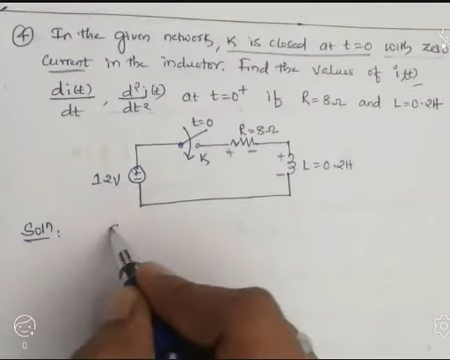 ④ In the given network, K is closed at t=0 with zero
current in the inductor. Find the values of i(t)
di(t)/dt , d²i(t)/dt² at t=0⁺ if R=8Ω and L=0.2H
t=0
R=8Ω
K
+ -
12V
+
L=0.2H
-
Solⁿ: